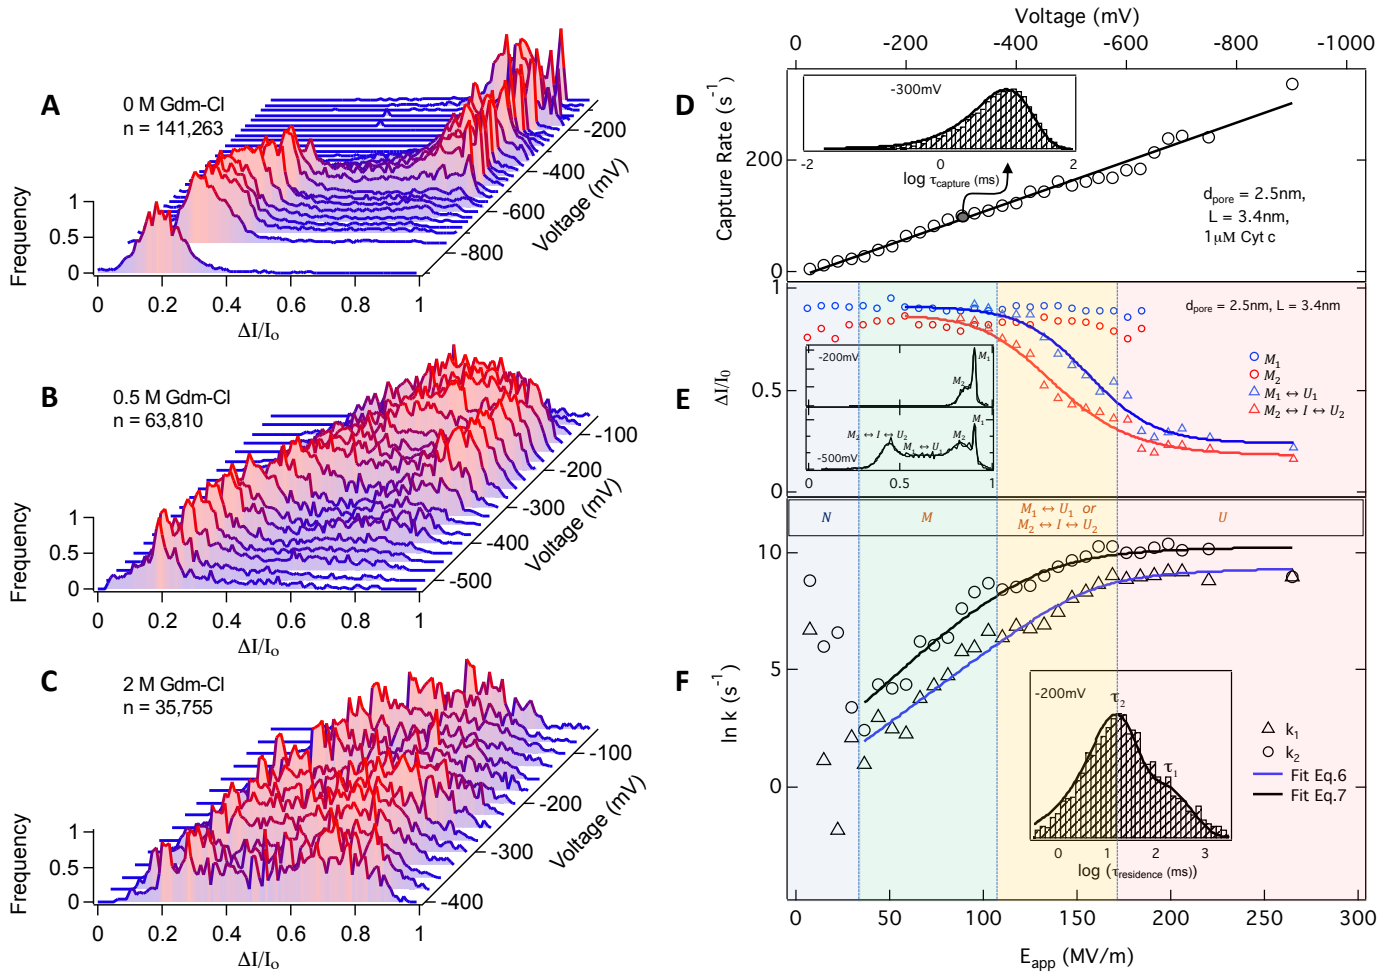 A
0 M Gdm-Cl
n = 141,263
Frequency
1
0.5
0
0 0.2 0.4 0.6 0.8 1
ΔI/Io
-200
-400
-600
-800
Voltage (mV)
B
0.5 M Gdm-Cl
n = 63,810
Frequency
1
0.5
0
0 0.2 0.4 0.6 0.8 1
ΔI/Io
-100
-200
-300
-400
-500
Voltage (mV)
C
2 M Gdm-Cl
n = 35,755
Frequency
1
0.5
0
0 0.2 0.4 0.6 0.8 1
ΔI/Io
-100
-200
-300
-400
Voltage (mV)
Voltage (mV)
0 -200 -400 -600 -800 -1000
D
Capture Rate (s⁻¹)
200
0
-300mV
-2 0 2
log τcapture (ms)
dpore = 2.5nm,
L = 3.4nm,
1μM Cyt c
E
ΔI/I0
1
0.5
0
dpore = 2.5nm, L = 3.4nm
M1
M2
M1 ↔ U1
M2 ↔ I ↔ U2
-200mV
M1
M2
M1
M2 ↔ I ↔ U2
M2
-500mV
0 0.5 1
N
M
M1 ↔ U1 or
M2 ↔ I ↔ U2
U
F
ln k (s⁻¹)
10
5
0
-200mV
τ2
τ1
-0 0 1 2 3
log (τresidence (ms))
k1
k2
Fit Eq.6
Fit Eq.7
0 50 100 150 200 250 300
Eapp (MV/m)